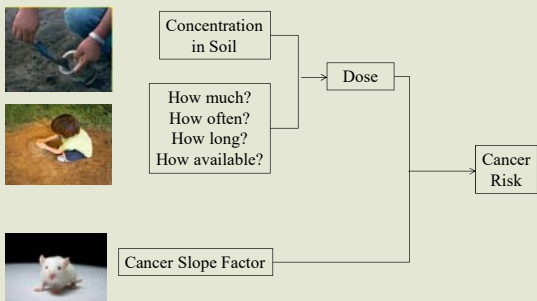 Concentration
in Soil
How much?
How often?
How long?
How available?
Dose
Cancer
Risk
Cancer Slope Factor